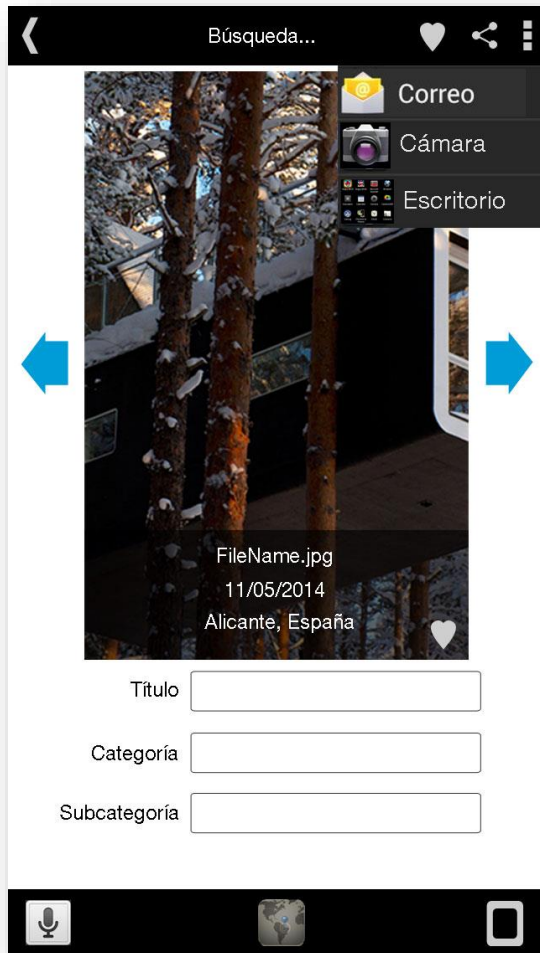 Búsqueda...
Correo
Cámara
Escritorio
FileName.jpg
11/05/2014
Alicante, España
Título
Categoría
Subcategoría